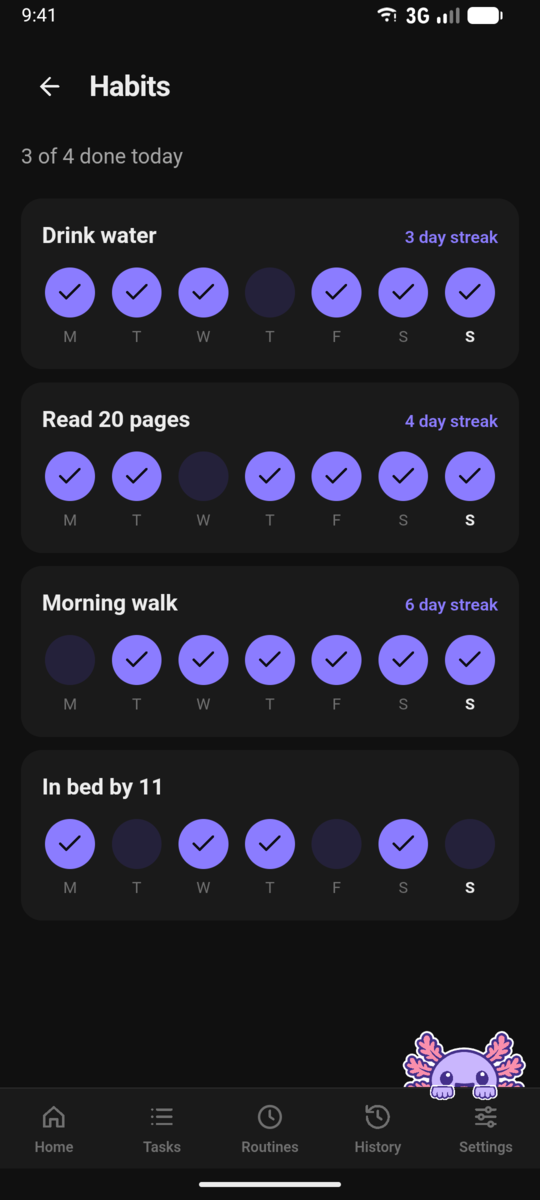 9:41 3G
Habits
3 of 4 done today
Drink water 3 day streak
M T W T F S S
Read 20 pages 4 day streak
M T W T F S S
Morning walk 6 day streak
M T W T F S S
In bed by 11
M T W T F S S
Home Tasks Routines History Settings